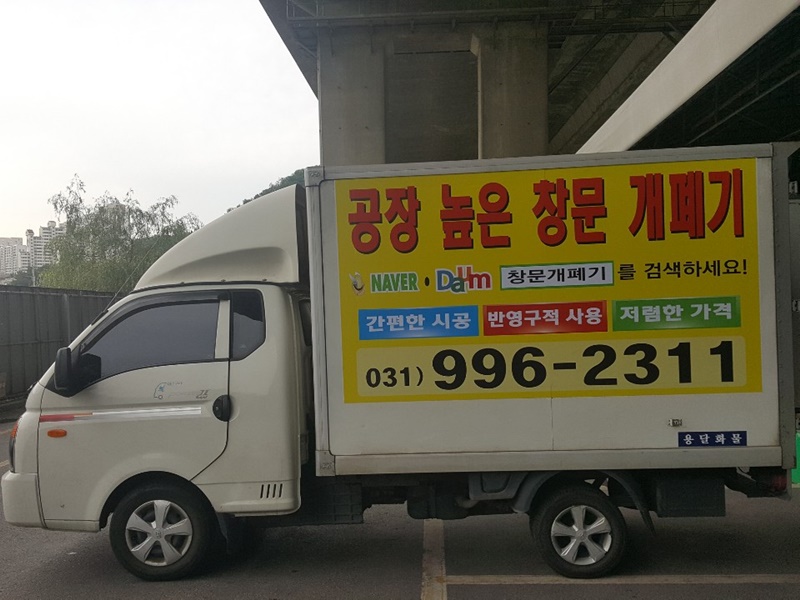 공장 높은 창문 개폐기
NAVER · Daum 창문개폐기 를 검색하세요!
간편한 시공 반영구적 사용 저렴한 가격
031) 996-2311
용달화물